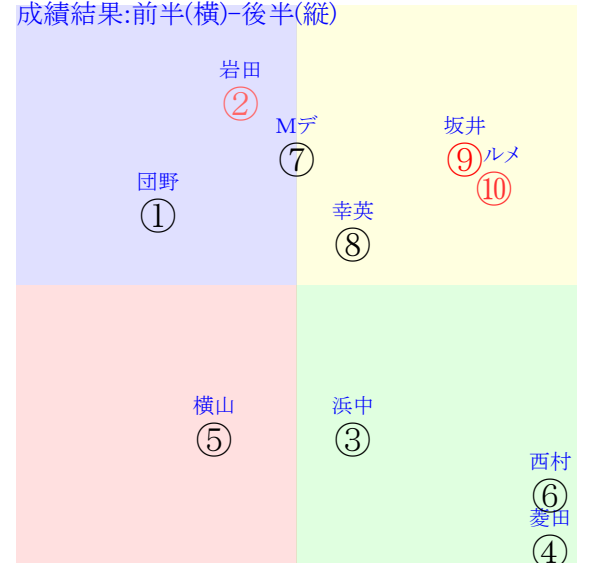 成績結果:前半(横)−後半(縦)
岩田
②
Mデ
⑦
坂井
⑨
ルメ
⑩
団野
①
幸英
⑧
横山
⑤
浜中
③
西村
⑥
菱田
④